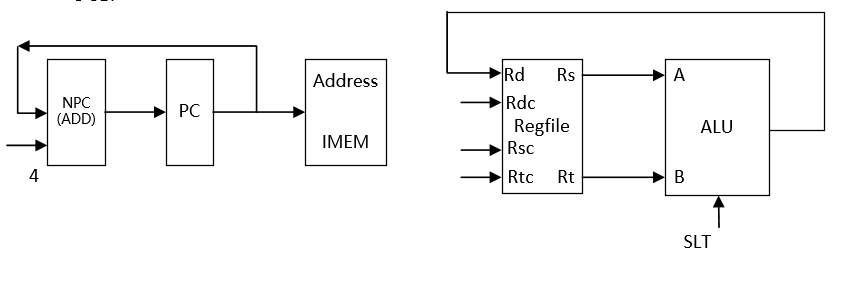 NPC
(ADD)
4
PC
Address
IMEM
Rd Rs
Rdc
Regfile
Rsc
Rtc Rt
A
ALU
B
SLT